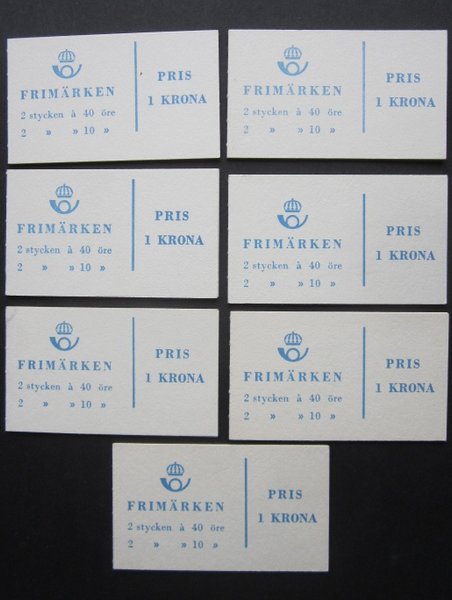 FRIMÄRKEN
2 stycken à 40 öre
2 » » 10 »
PRIS
1 KRONA
FRIMÄRKEN
2 stycken à 40 öre
2 » » 10 »
PRIS
1 KRONA
FRIMÄRKEN
2 stycken à 40 öre
2 » » 10 »
PRIS
1 KRONA
FRIMÄRKEN
2 stycken à 40 öre
2 » » 10 »
PRIS
1 KRONA
FRIMÄRKEN
2 stycken à 40 öre
2 » » 10 »
PRIS
1 KRONA
FRIMÄRKEN
2 stycken à 40 öre
2 » » 10 »
PRIS
1 KRONA
FRIMÄRKEN
2 stycken à 40 öre
2 » » 10 »
PRIS
1 KRONA